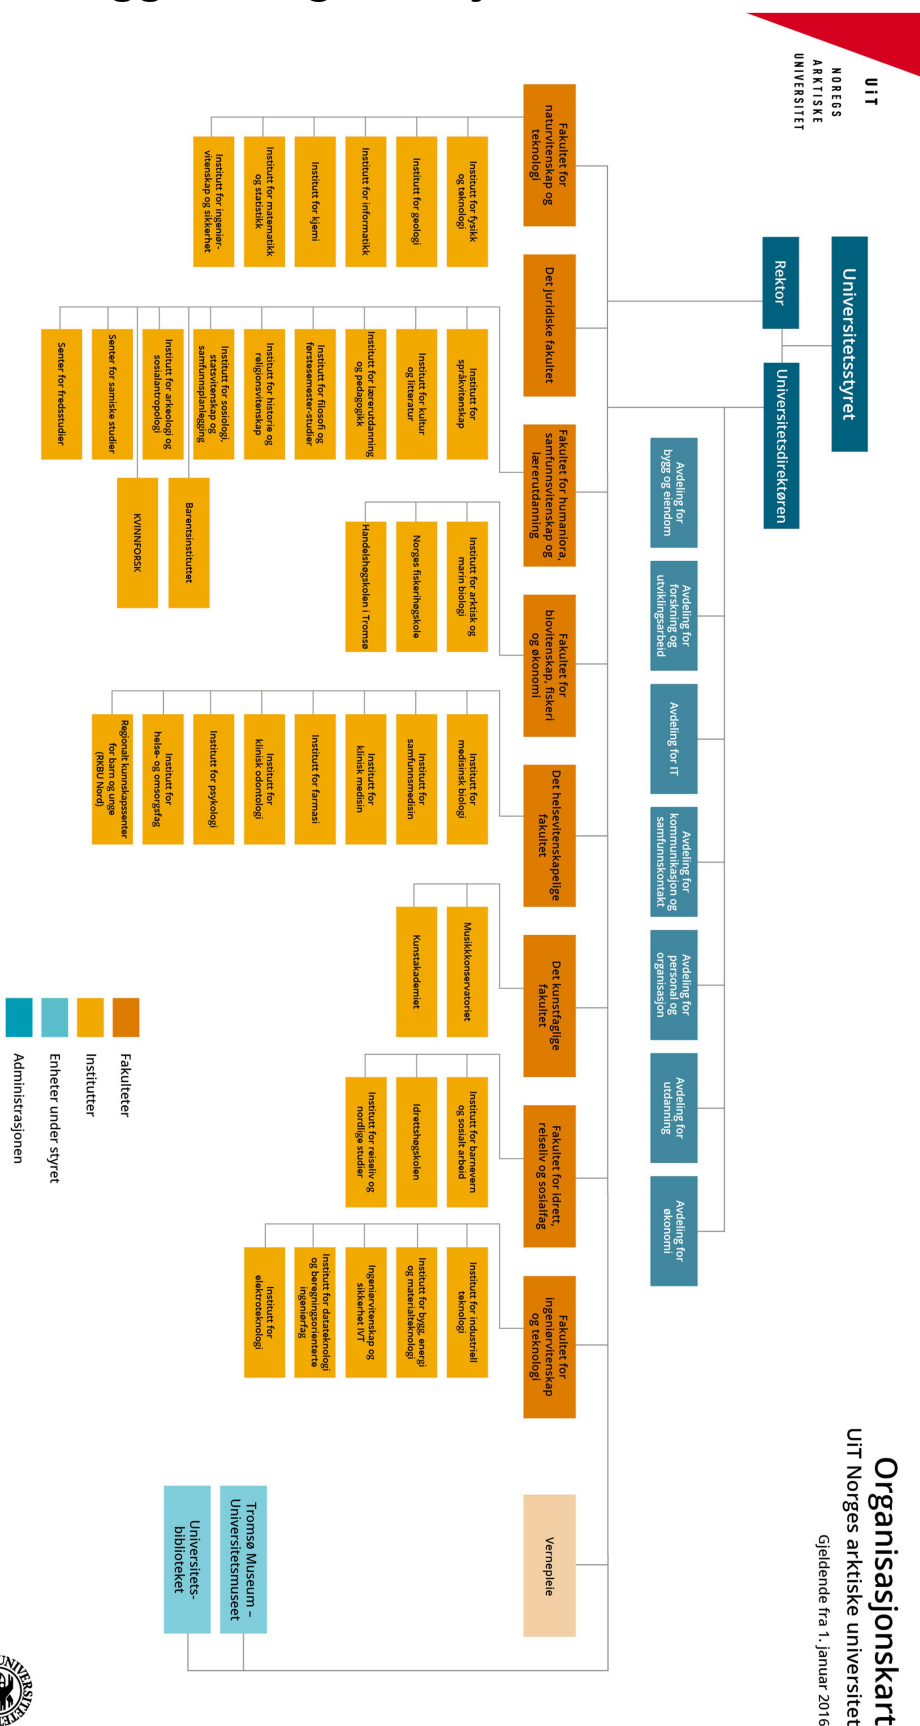 UiT
NOREGS
ARKTISKE
UNIVERSITET
Organisasjonskart
UiT Norges arktiske universitet
Gjeldende fra 1. januar 2016
Universitetsstyret
Rektor
Universitetsdirektøren
Avdeling for
bygg og eiendom
Avdeling for
forskning og
utviklingsarbeid
Avdeling for IT
Avdeling for
kommunikasjon og
samfunnskontakt
Avdeling for
personal og
organisasjon
Avdeling for
utdanning
Avdeling for
økonomi
Fakultet for
naturvitenskap og
teknologi
Institutt for fysikk
og teknologi
Institutt for geologi
Institutt for informatikk
Institutt for kjemi
Institutt for matematikk
og statistikk
Institutt for ingeniør-
vitenskap og sikkerhet
Det juridiske fakultet
Fakultet for humaniora,
samfunnsvitenskap og
lærerutdanning
Institutt for
språkvitenskap
Institutt for kultur
og litteratur
Institutt for lærerutdanning
og pedagogikk
Institutt for filosofi og
førstesemester-studier
Institutt for historie og
religionsvitenskap
Institutt for sosiologi,
statsvitenskap og
samfunnsplanlegging
Institutt for arkeologi og
sosialantropologi
Senter for samiske studier
Senter for fredsstudier
Barentsinstituttet
KVINNFORSK
Fakultet for
biovitenskap, fiskeri
og økonomi
Institutt for arktisk og
marin biologi
Norges fiskerihøgskole
Handelshøgskolen i Tromsø
Det helsevitenskapelige
fakultet
Institutt for
medisinsk biologi
Institutt for
samfunnsmedisin
Institutt for
klinisk medisin
Institutt for farmasi
Institutt for
klinisk odontologi
Institutt for psykologi
Institutt for
helse- og omsorgsfag
Regionalt kunnskapssenter
for barn og unge
(RKBU Nord)
Det kunstfaglige
fakultet
Musikkonservatoriet
Kunstakademiet
Fakultet for idrett,
reiseliv og sosialfag
Institutt for barnevern
og sosialt arbeid
Idrettshøgskolen
Institutt for reiseliv og
nordlige studier
Fakultet for
ingeniørvitenskap
og teknologi
Institutt for industriell
teknologi
Institutt for bygg, energi
og materialteknologi
Ingeniørvitenskap og
sikkerhet IVT
Institutt for datateknologi
og beregningsorienterte
ingeniørfag
Institutt for
elektroteknologi
Vernepleie
Tromsø Museum –
Universitetsmuseet
Universitets-
biblioteket
Fakulteter
Institutter
Enheter under styret
Administrasjonen